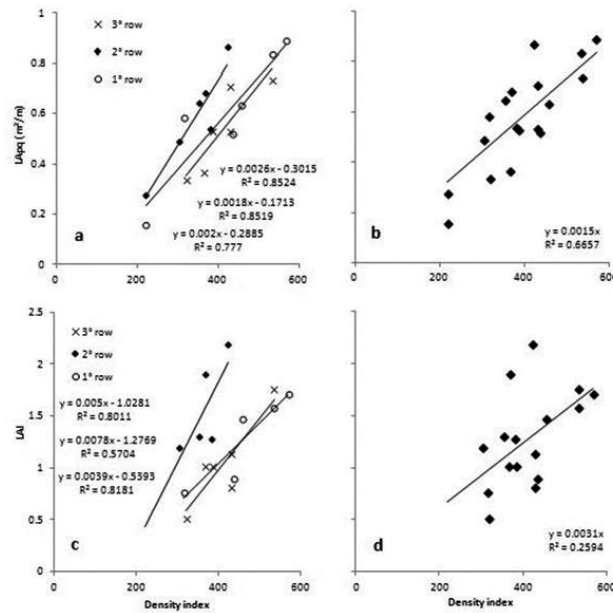 1
0.8
0.6
0.4
0.2
0
LApq (m²/m)
× 3° row
◆ 2° row
○ 1° row
y = 0.0026x - 0.3015
R² = 0.8524
y = 0.0018x - 0.1713
R² = 0.8519
y = 0.002x - 0.2885
R² = 0.777
a
0 200 400 600
b
y = 0.0015x
R² = 0.6657
0 200 400 600
2.5
2
1.5
1
0.5
0
LAI
× 3° row
◆ 2° row
○ 1° row
y = 0.005x - 1.0281
R² = 0.8011
y = 0.0078x - 1.2769
R² = 0.5704
y = 0.0039x - 0.5393
R² = 0.8181
c
0 200 400 600
Density index
d
y = 0.0031x
R² = 0.2594
0 200 400 600
Density index